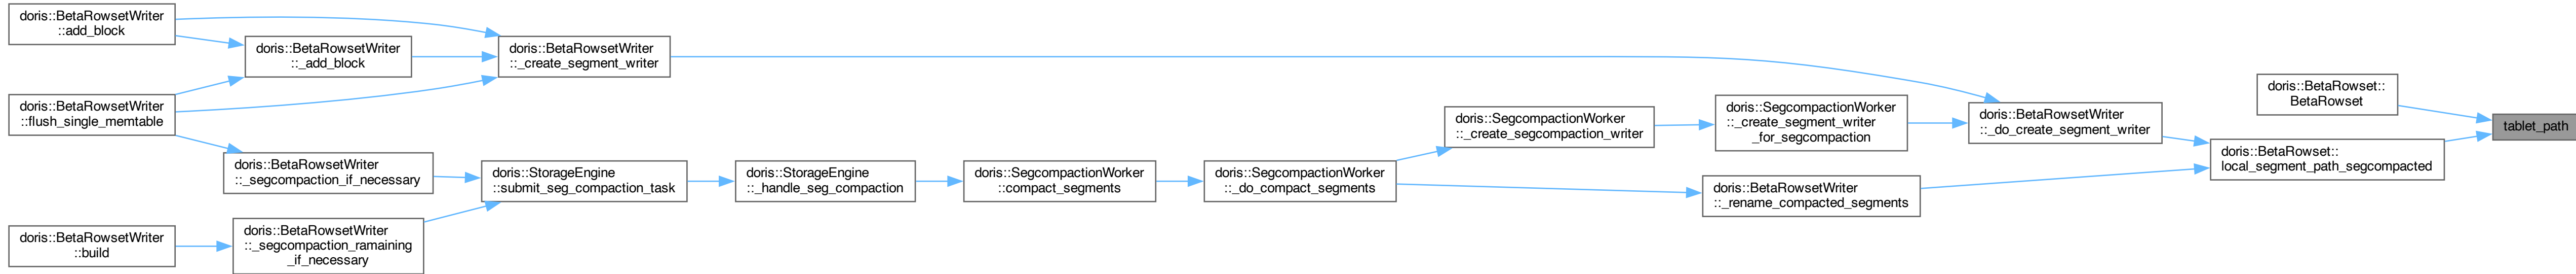 doris::BetaRowsetWriter
::add_block
doris::BetaRowsetWriter
::_add_block
doris::BetaRowsetWriter
::_create_segment_writer
doris::BetaRowsetWriter
::flush_single_memtable
doris::BetaRowsetWriter
::_segcompaction_if_necessary
doris::BetaRowsetWriter
::build
doris::BetaRowsetWriter
::_segcompaction_ramaining
_if_necessary
doris::StorageEngine
::submit_seg_compaction_task
doris::StorageEngine
::_handle_seg_compaction
doris::SegcompactionWorker
::compact_segments
doris::SegcompactionWorker
::_do_compact_segments
doris::SegcompactionWorker
::_create_segcompaction_writer
doris::SegcompactionWorker
::_create_segment_writer
_for_segcompaction
doris::BetaRowsetWriter
::_rename_compacted_segments
doris::BetaRowsetWriter
::_do_create_segment_writer
doris::BetaRowset::
BetaRowset
doris::BetaRowset::
local_segment_path_segcompacted
tablet_path